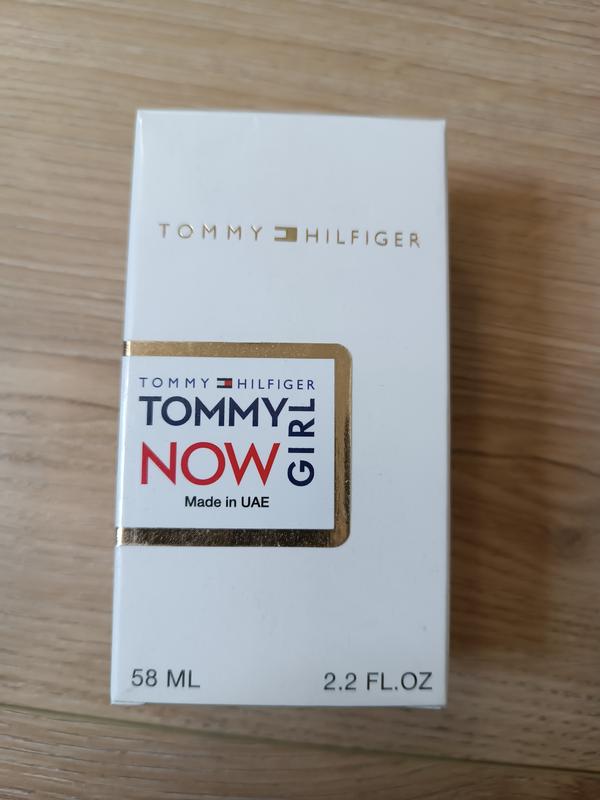 TOMMY HILFIGER
TOMMY HILFIGER
TOMMY GIRL
NOW
Made in UAE
58 ML
2.2 FL.OZ